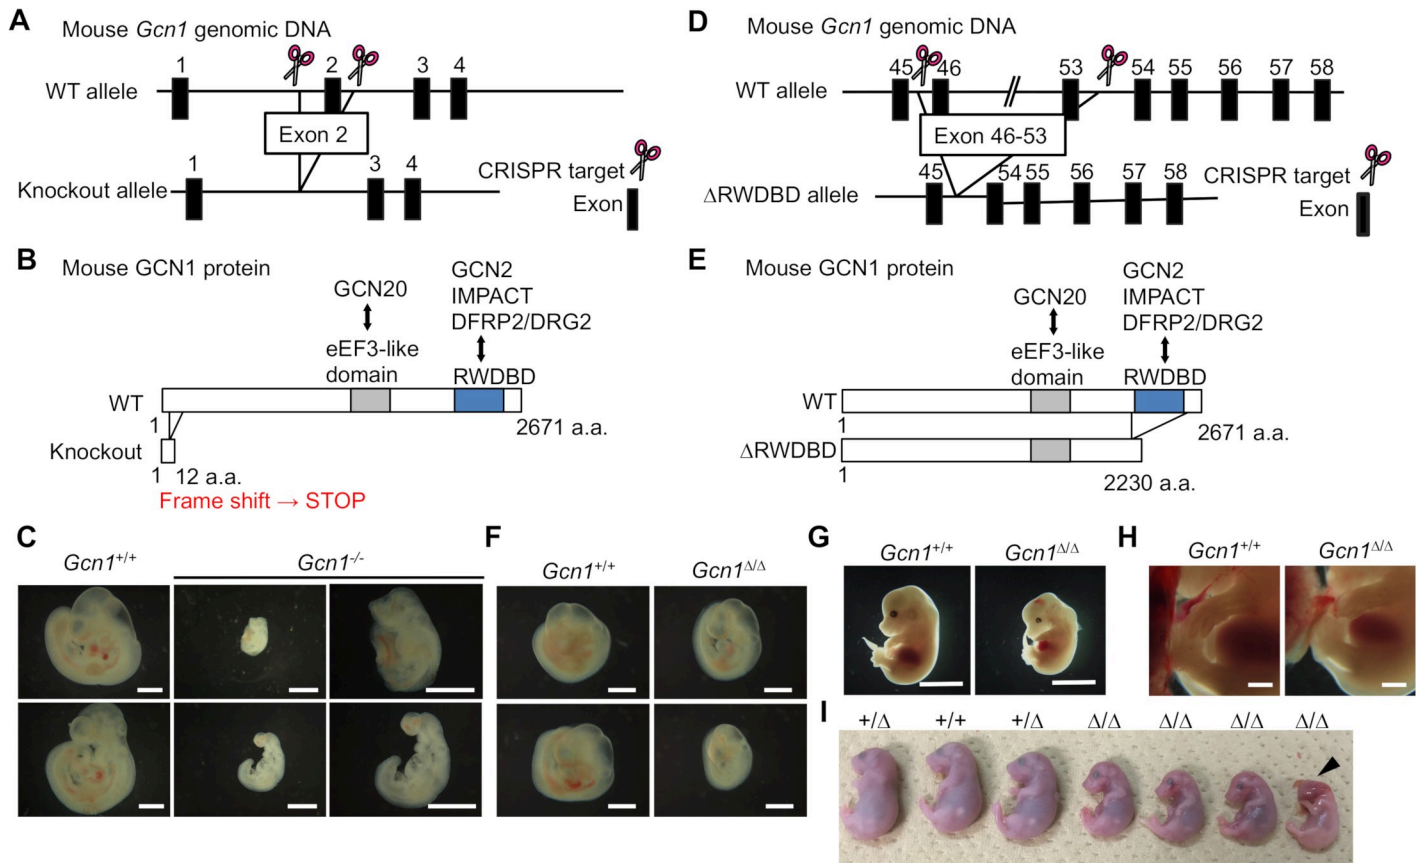 A
Mouse Gcn1 genomic DNA
1 2 3 4
WT allele
Exon 2
1 3 4
Knockout allele
CRISPR target
Exon
B
Mouse GCN1 protein
GCN20
GCN2
IMPACT
DFRP2/DRG2
eEF3-like
domain
RWDBD
WT
1
2671 a.a.
Knockout
1 12 a.a.
Frame shift → STOP
C
Gcn1+/+ Gcn1-/-
D
Mouse Gcn1 genomic DNA
45 46 53 54 55 56 57 58
WT allele
Exon 46-53
45 54 55 56 57 58
ΔRWDBD allele
CRISPR target
Exon
E
Mouse GCN1 protein
GCN20
GCN2
IMPACT
DFRP2/DRG2
eEF3-like
domain
RWDBD
WT
1
2671 a.a.
ΔRWDBD
1
2230 a.a.
F
Gcn1+/+ Gcn1Δ/Δ
G
Gcn1+/+ Gcn1Δ/Δ
H
Gcn1+/+ Gcn1Δ/Δ
I
+/Δ +/+ +/Δ Δ/Δ Δ/Δ Δ/Δ Δ/Δ